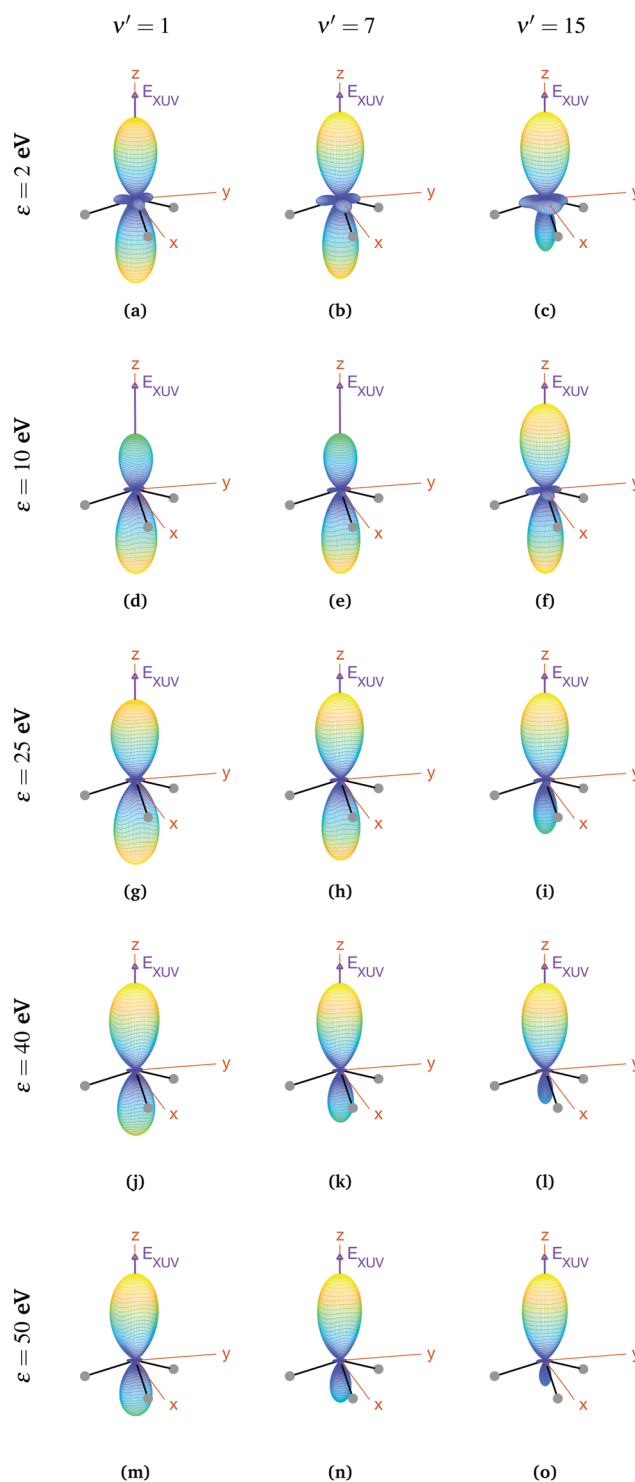 ν′ = 1 ν′ = 7 ν′ = 15
ε = 2 eV
z E_XUV y x
z E_XUV y x
z E_XUV y x
(a) (b) (c)
ε = 10 eV
z E_XUV y x
z E_XUV y x
z E_XUV y x
(d) (e) (f)
ε = 25 eV
z E_XUV y x
z E_XUV y x
z E_XUV y x
(g) (h) (i)
ε = 40 eV
z E_XUV y x
z E_XUV y x
z E_XUV y x
(j) (k) (l)
ε = 50 eV
z E_XUV y x
z E_XUV y x
z E_XUV y x
(m) (n) (o)